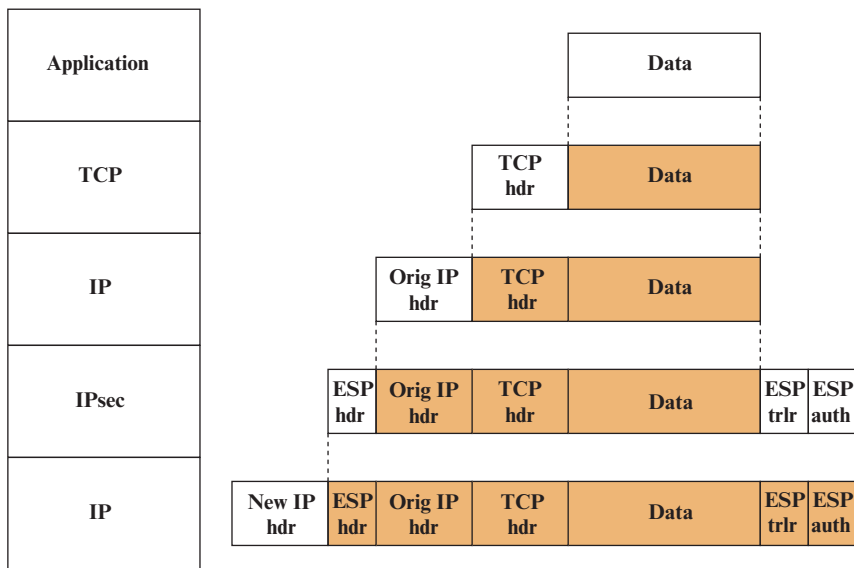 Application
Data
TCP
TCP
hdr
Data
IP
Orig IP
hdr
TCP
hdr
Data
IPsec
ESP
hdr
Orig IP
hdr
TCP
hdr
Data
ESP
trlr
ESP
auth
IP
New IP
hdr
ESP
hdr
Orig IP
hdr
TCP
hdr
Data
ESP
trlr
ESP
auth